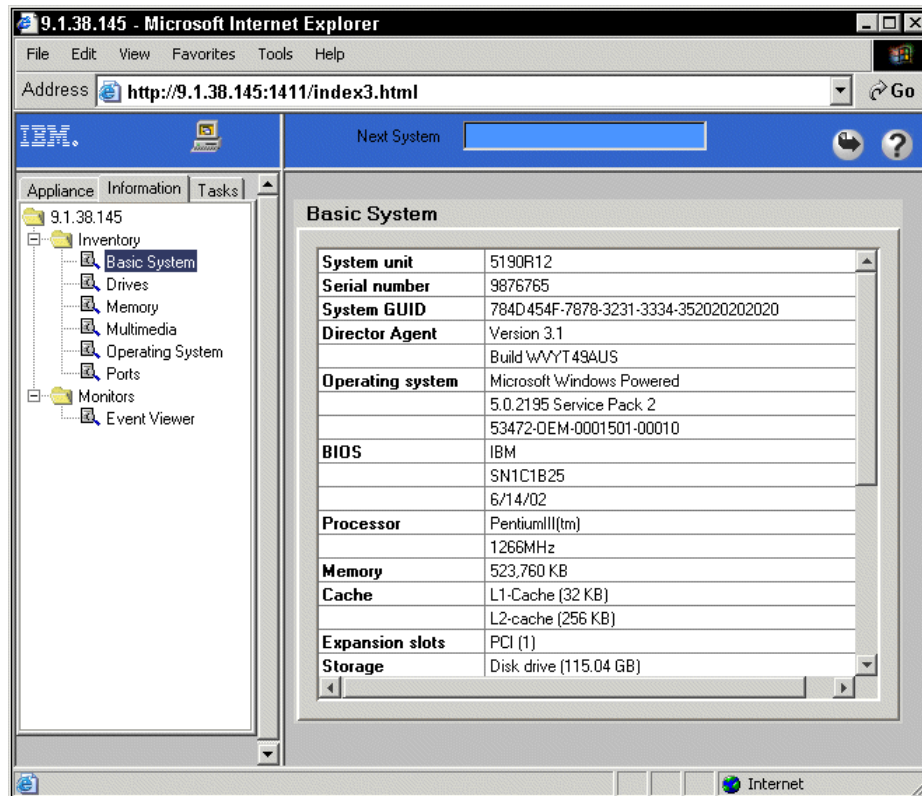 9.1.38.145 - Microsoft Internet Explorer
File Edit View Favorites Tools Help
Address http://9.1.38.145:1411/index3.html Go
IBM. Next System ?
Appliance Information Tasks
9.1.38.145
Inventory
Basic System
Drives
Memory
Multimedia
Operating System
Ports
Monitors
Event Viewer
Basic System
System unit 5190R12
Serial number 9876765
System GUID 784D454F-7878-3231-3334-352020202020
Director Agent Version 3.1
Build WVYT49AUS
Operating system Microsoft Windows Powered
5.0.2195 Service Pack 2
53472-OEM-0001501-00010
BIOS IBM
SN1C1B25
6/14/02
Processor PentiumIII(tm)
1266MHz
Memory 523,760 KB
Cache L1-Cache (32 KB)
L2-cache (256 KB)
Expansion slots PCI (1)
Storage Disk drive (115.04 GB)
Internet